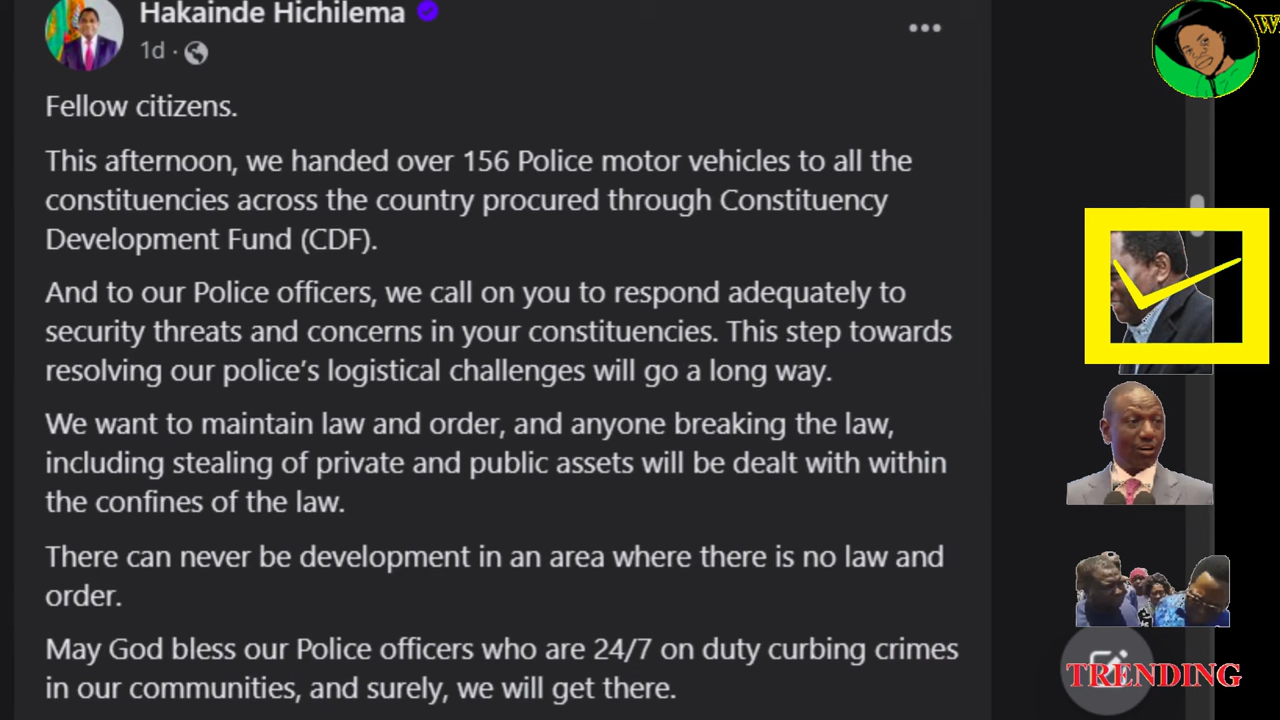 Hakainde Hichilema
1d ·
Fellow citizens.
This afternoon, we handed over 156 Police motor vehicles to all the
constituencies across the country procured through Constituency
Development Fund (CDF).
And to our Police officers, we call on you to respond adequately to
security threats and concerns in your constituencies. This step towards
resolving our police’s logistical challenges will go a long way.
We want to maintain law and order, and anyone breaking the law,
including stealing of private and public assets will be dealt with within
the confines of the law.
There can never be development in an area where there is no law and
order.
May God bless our Police officers who are 24/7 on duty curbing crimes
in our communities, and surely, we will get there.
TRENDING